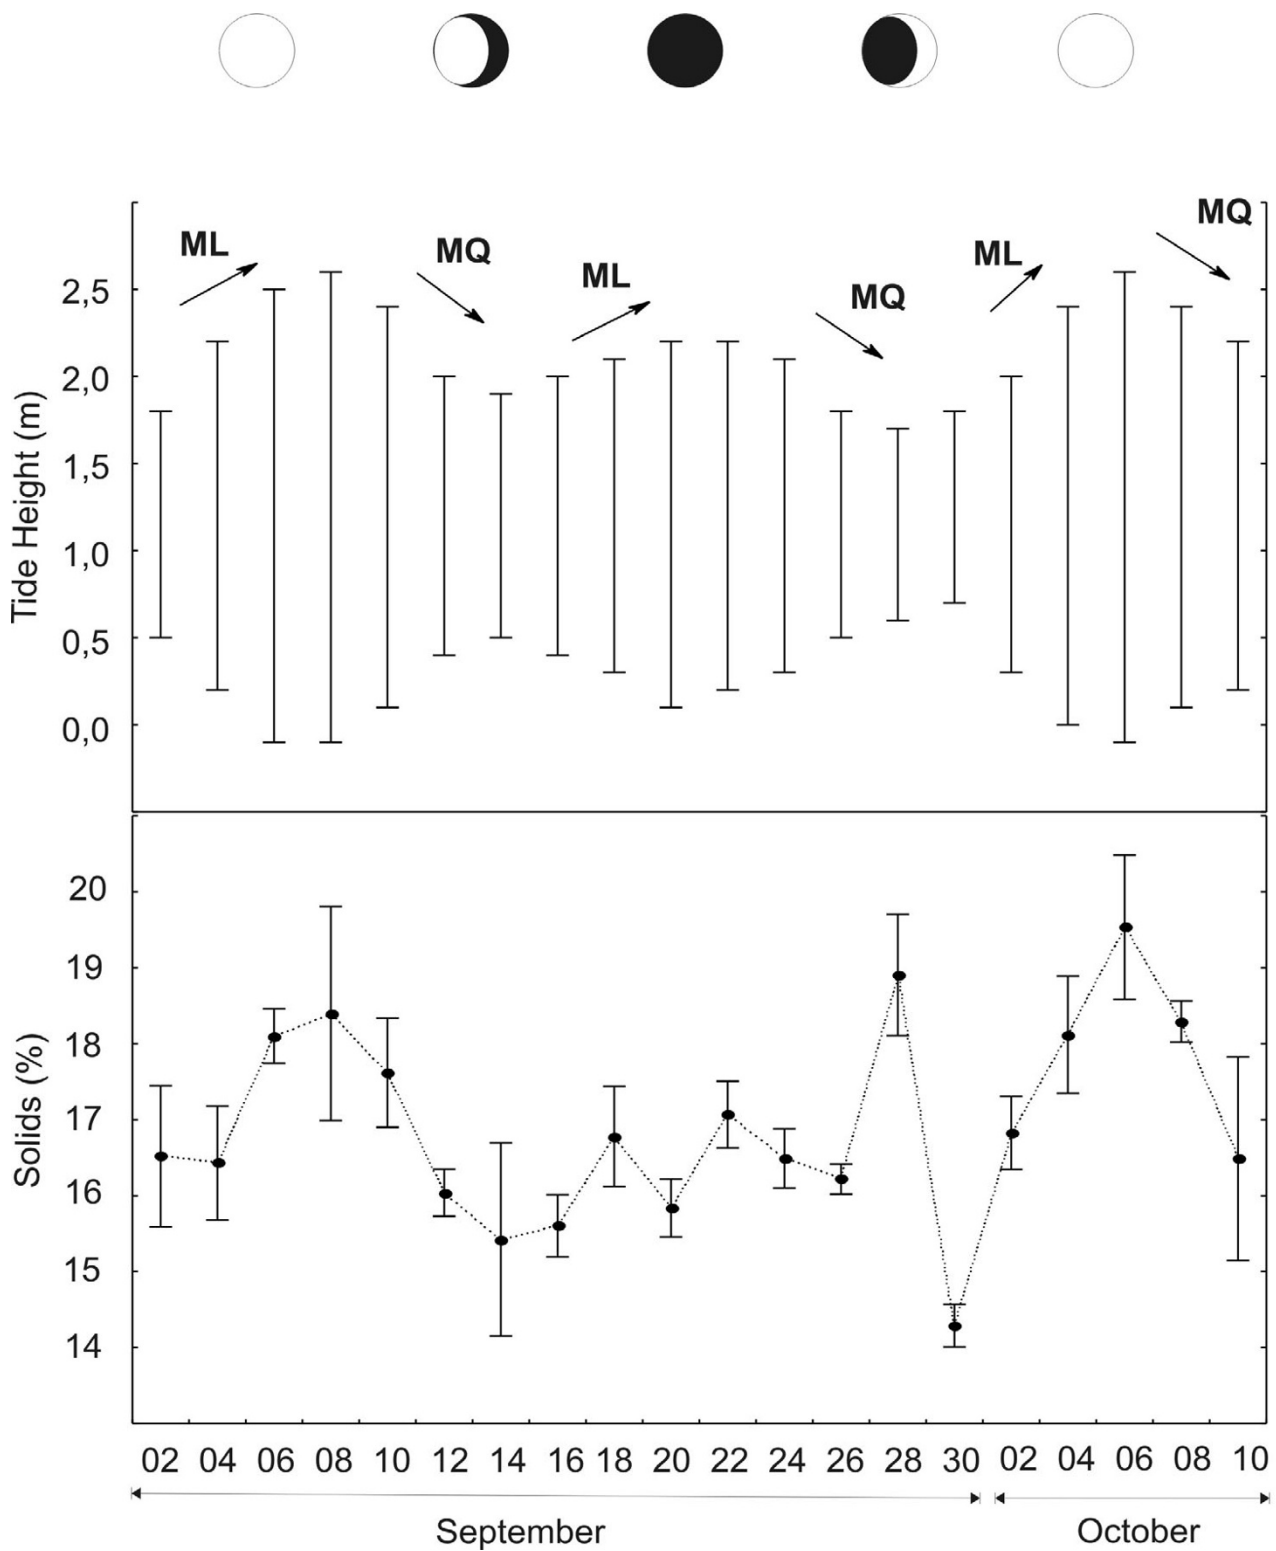 MQ
ML
MQ
ML
ML
MQ
Tide Height (m)
2,5
2,0
1,5
1,0
0,5
0,0
Solids (%)
20
19
18
17
16
15
14
02 04 06 08 10 12 14 16 18 20 22 24 26 28 30 02 04 06 08 10
September October